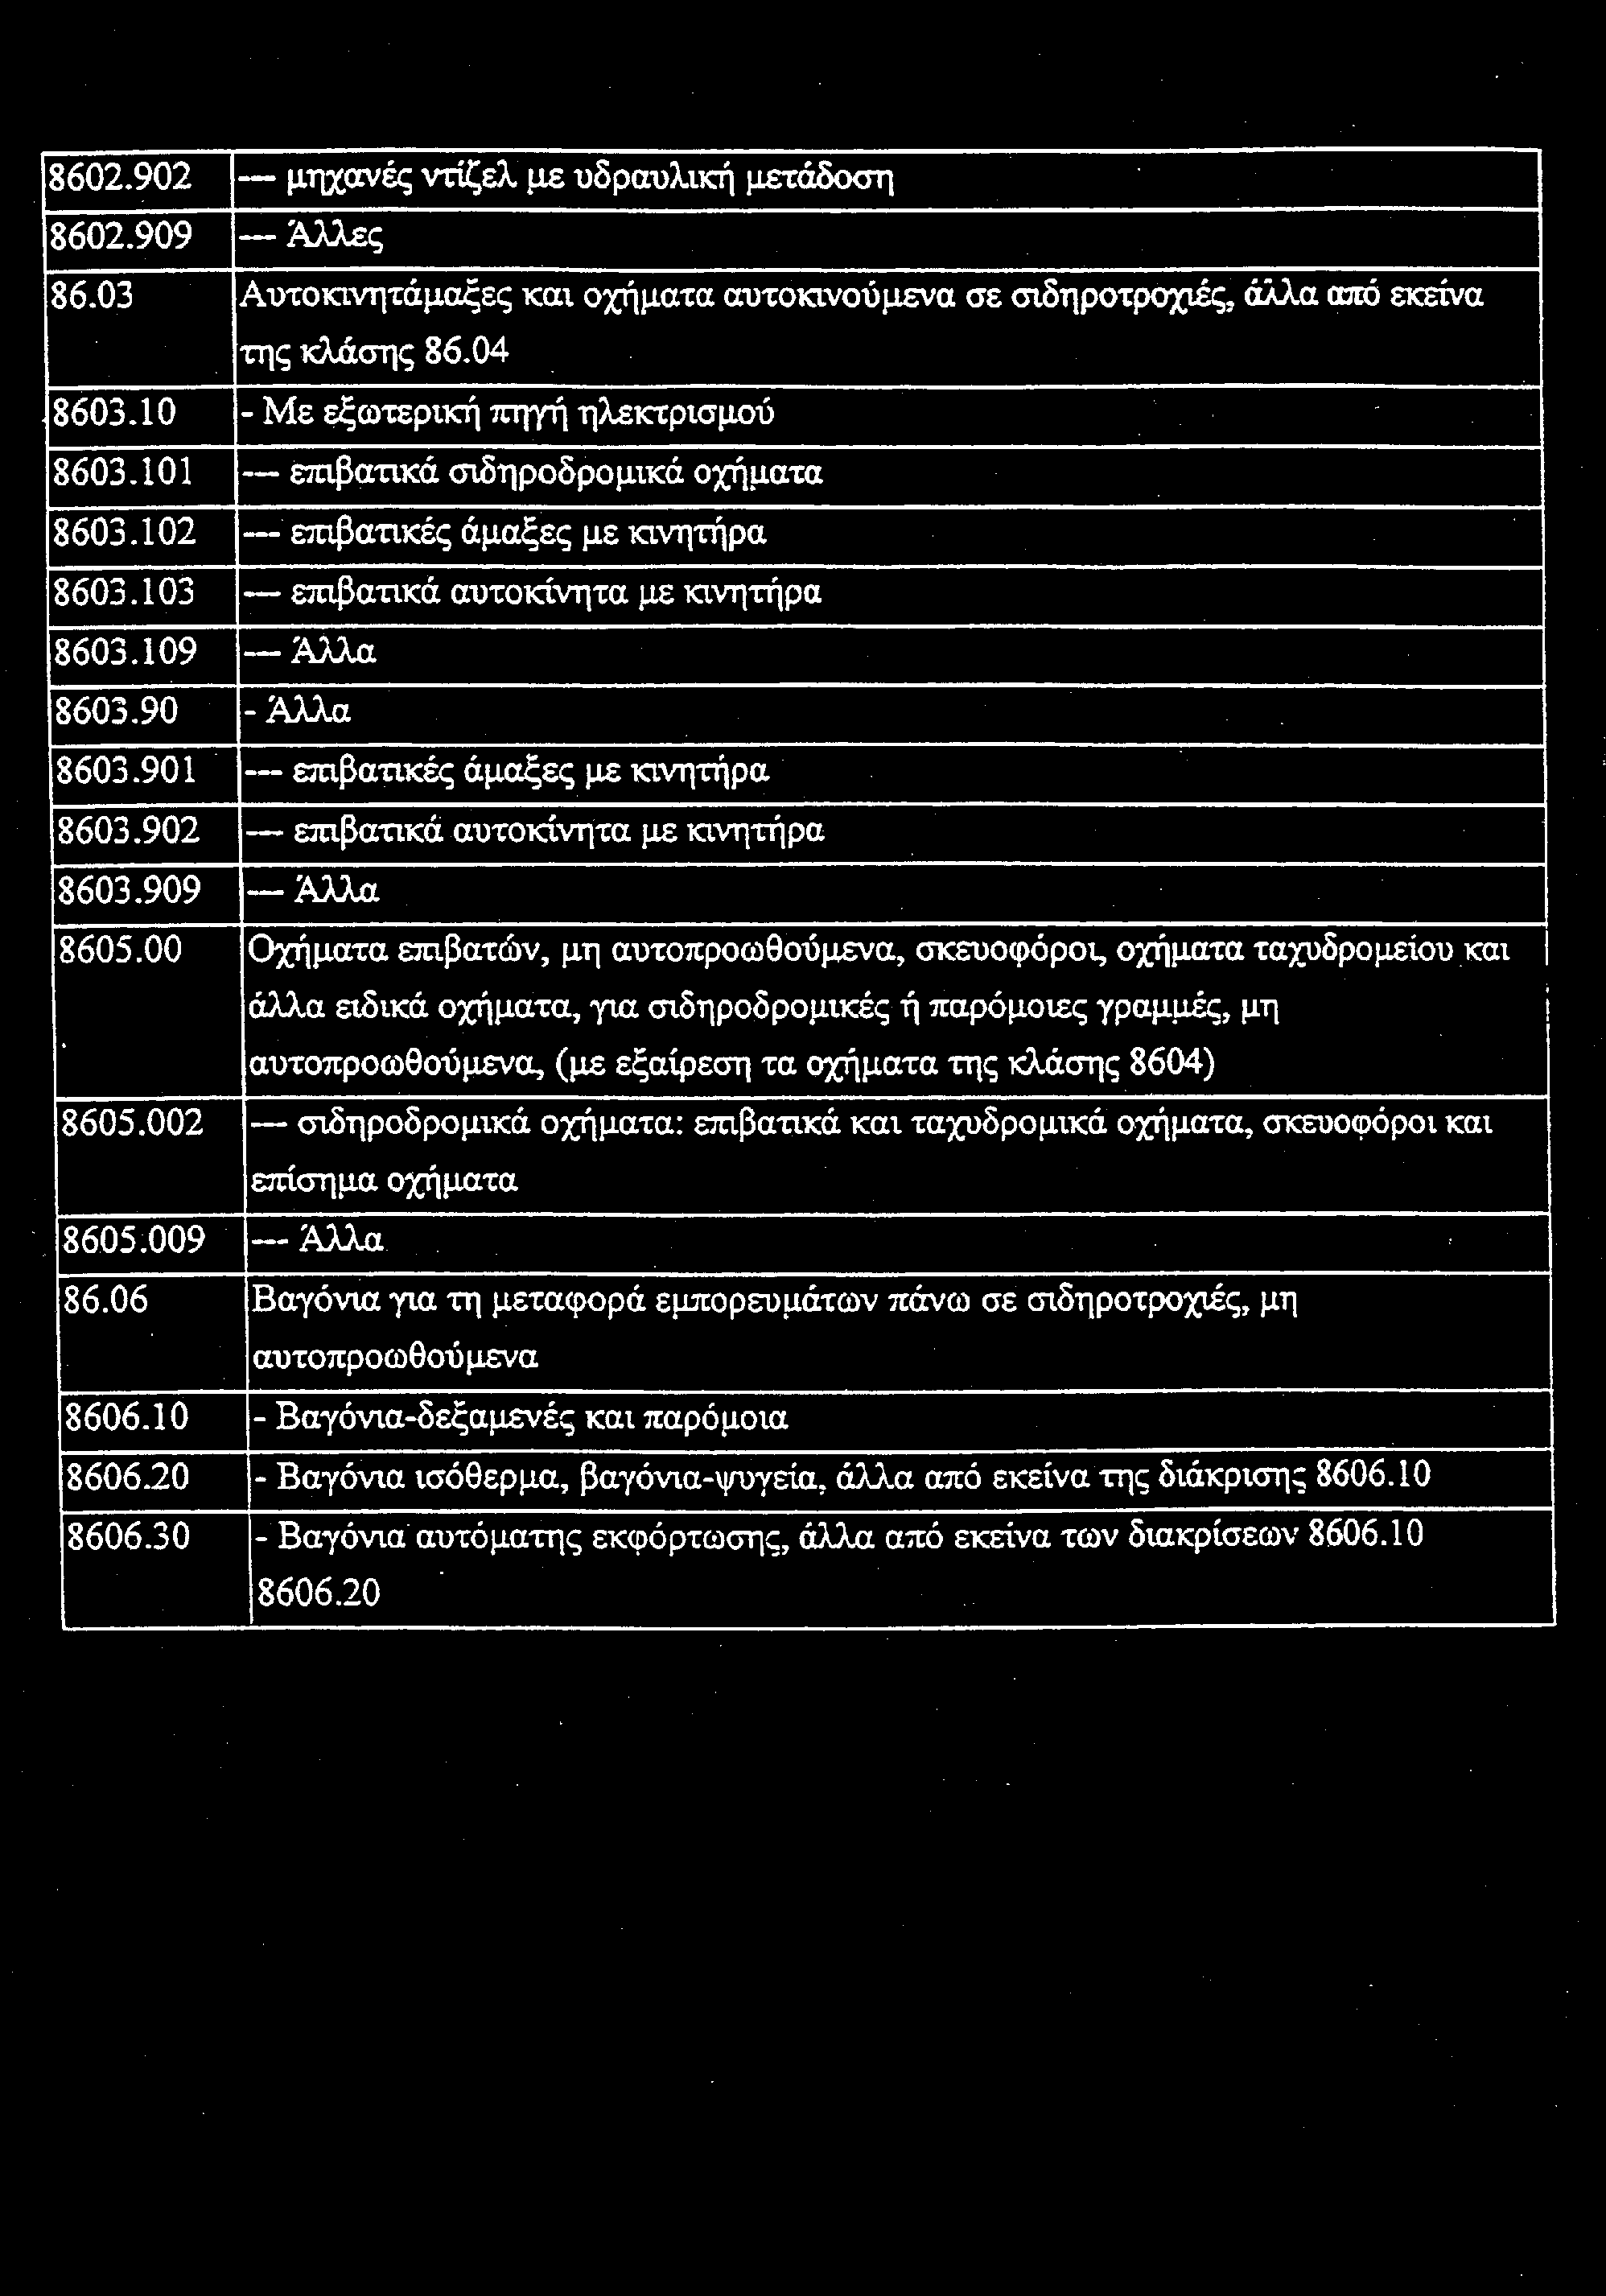 8602.902 — μηχανές ντίζελ με υδραυλική μετάδοση
8602.909 — Άλλες
86.03 Αυτοκινητάμαξες και οχήματα αυτοκινούμενα σε σιδηροτροχιές, άλλα από εκείνα
της κλάσης 86.04
8603.10 - Με εξωτερική πηγή ηλεκτρισμού
8603.101 — επιβατικά σιδηροδρομικά οχήματα
8603.102 — επιβατικές άμαξες με κινητήρα
8603.103 — επιβατικά αυτοκίνητα με κινητήρα
8603.109 — Άλλα
8603.90 - Άλλα
8603.901 — επιβατικές άμαξες με κινητήρα
8603.902 — επιβατικά αυτοκίνητα με κινητήρα
8603.909 — Άλλα
8605.00 Οχήματα επιβατών, μη αυτοπροωθούμενα, σκευοφόροι, οχήματα ταχυδρομείου και
άλλα ειδικά οχήματα, για σιδηροδρομικές ή παρόμοιες γραμμές, μη
αυτοπροωθούμενα, (με εξαίρεση τα οχήματα της κλάσης 8604)
8605.002 — σιδηροδρομικά οχήματα: επιβατικά και ταχυδρομικά οχήματα, σκευοφόροι και
επίσημα οχήματα
8605.009 — Άλλα
86.06 Βαγόνια για τη μεταφορά εμπορευμάτων πάνω σε σιδηροτροχιές, μη
αυτοπροωθούμενα
8606.10 - Βαγόνια-δεξαμενές και παρόμοια
8606.20 - Βαγόνια ισόθερμα, βαγόνια-ψυγεία, άλλα από εκείνα της διάκρισης 8606.10
8606.30 - Βαγόνια αυτόματης εκφόρτωσης, άλλα από εκείνα των διακρίσεων 8606.10
8606.20